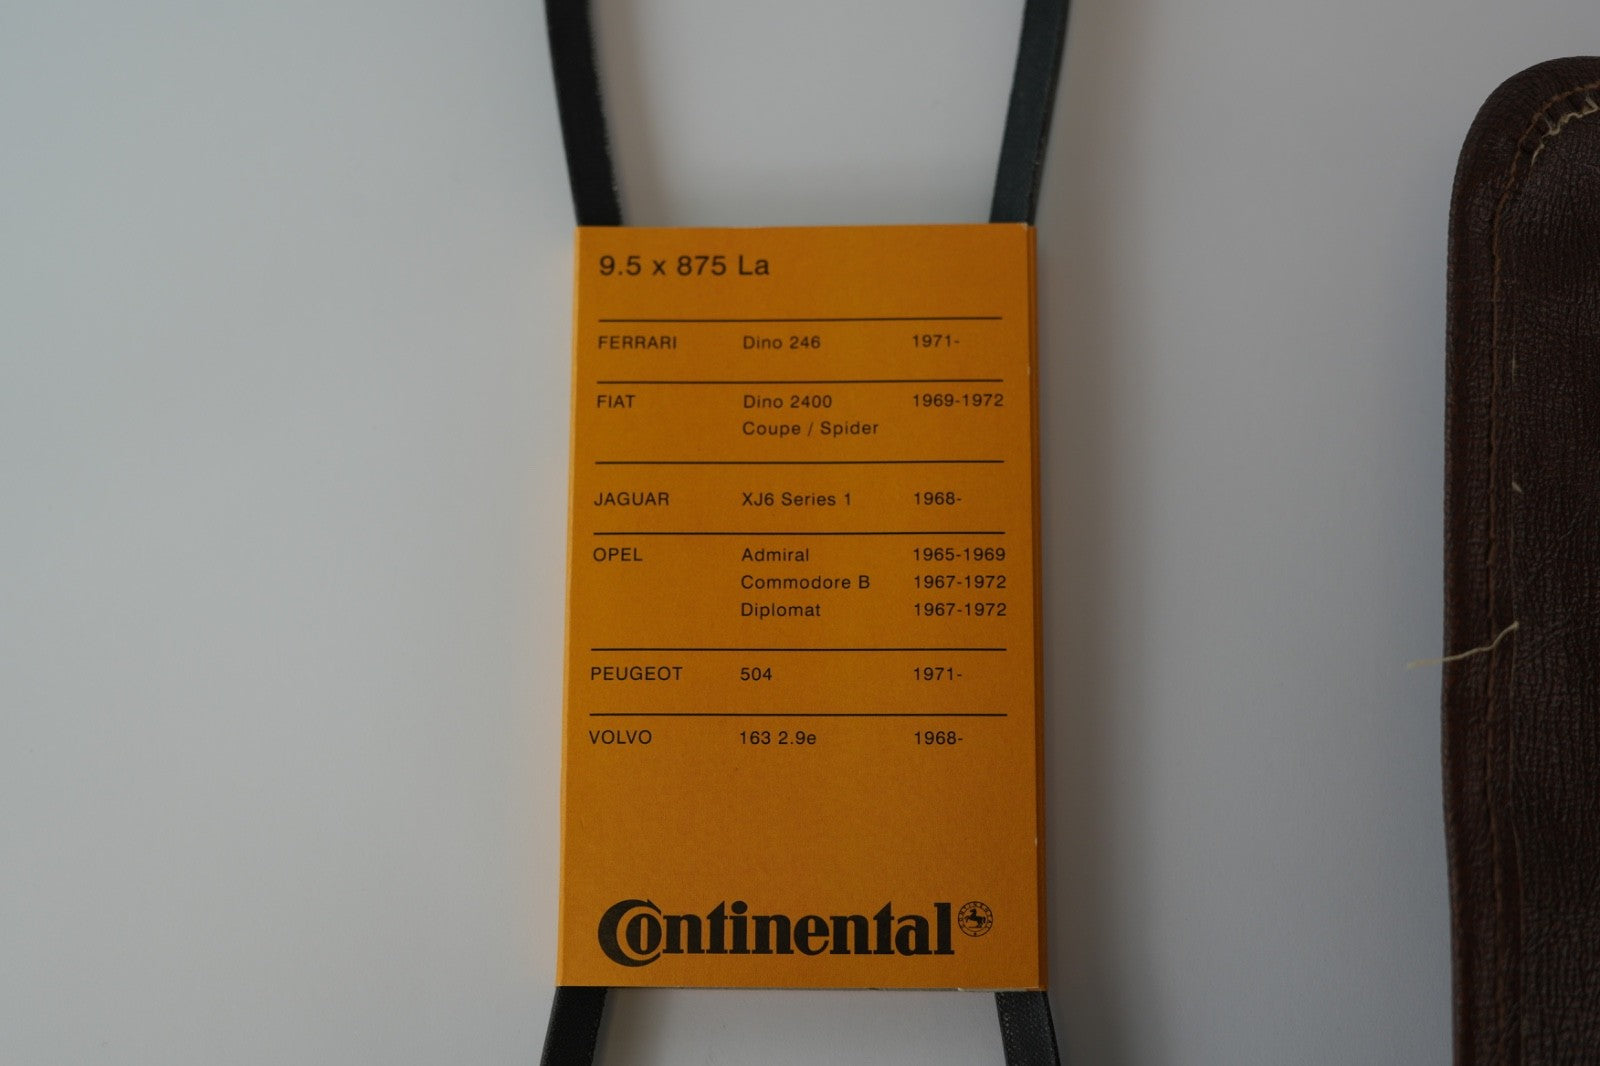 9.5 x 875 La
FERRARI Dino 246 1971-
FIAT Dino 2400 1969-1972
Coupe / Spider
JAGUAR XJ6 Series 1 1968-
OPEL Admiral 1965-1969
Commodore B 1967-1972
Diplomat 1967-1972
PEUGEOT 504 1971-
VOLVO 163 2.9e 1968-
Continental